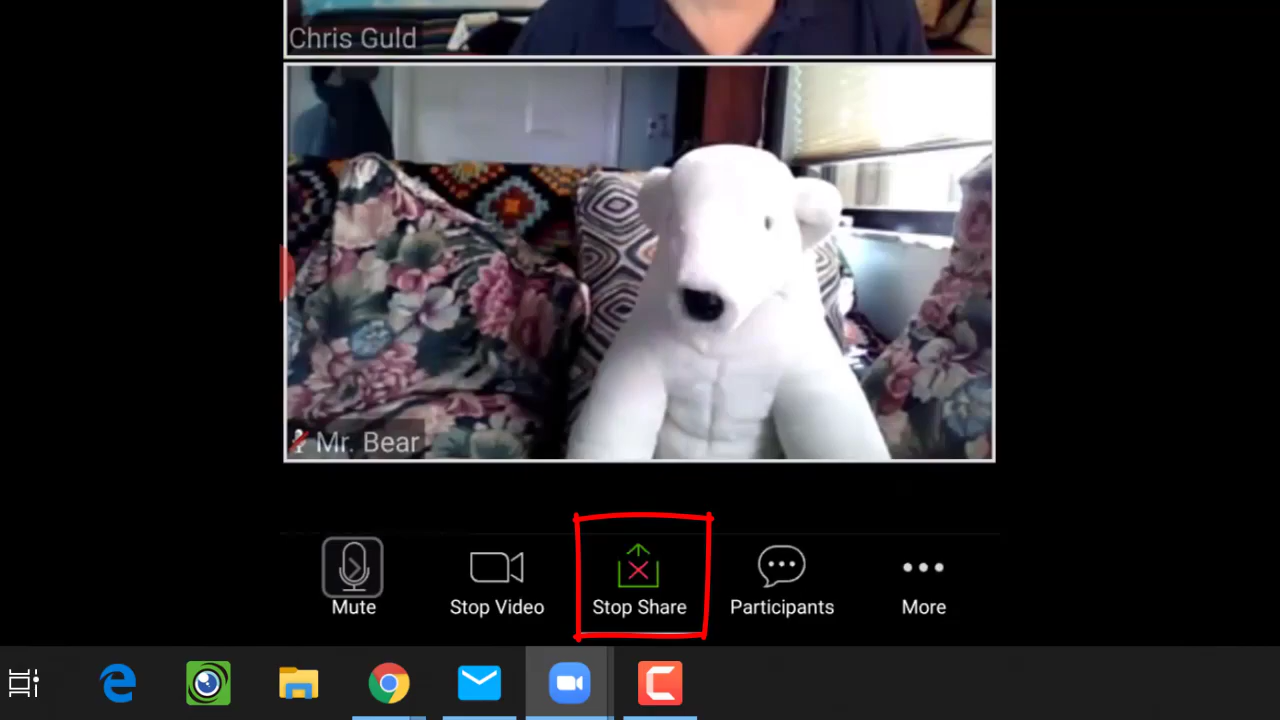 Chris Guld
Mr. Bear
Mute
Stop Video
Stop Share
Participants
More